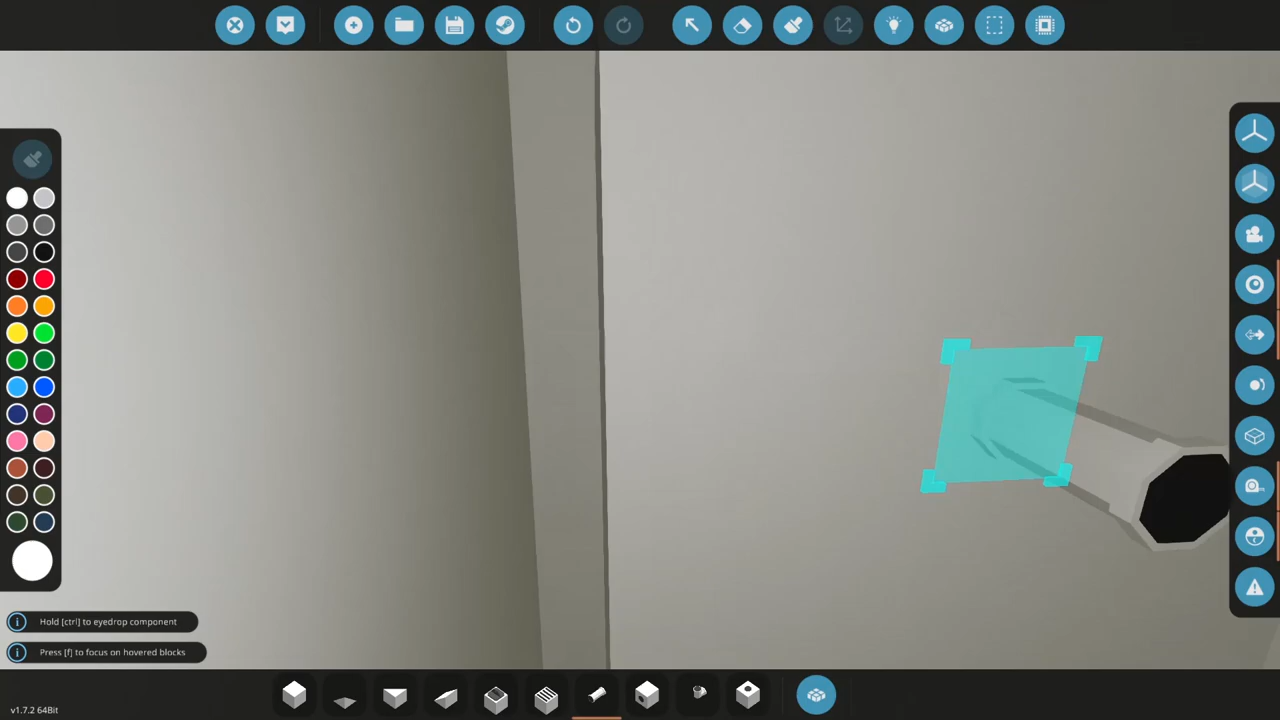 Hold [ctrl] to eyedrop component
Press [f] to focus on hovered blocks
v1.7.2 64Bit